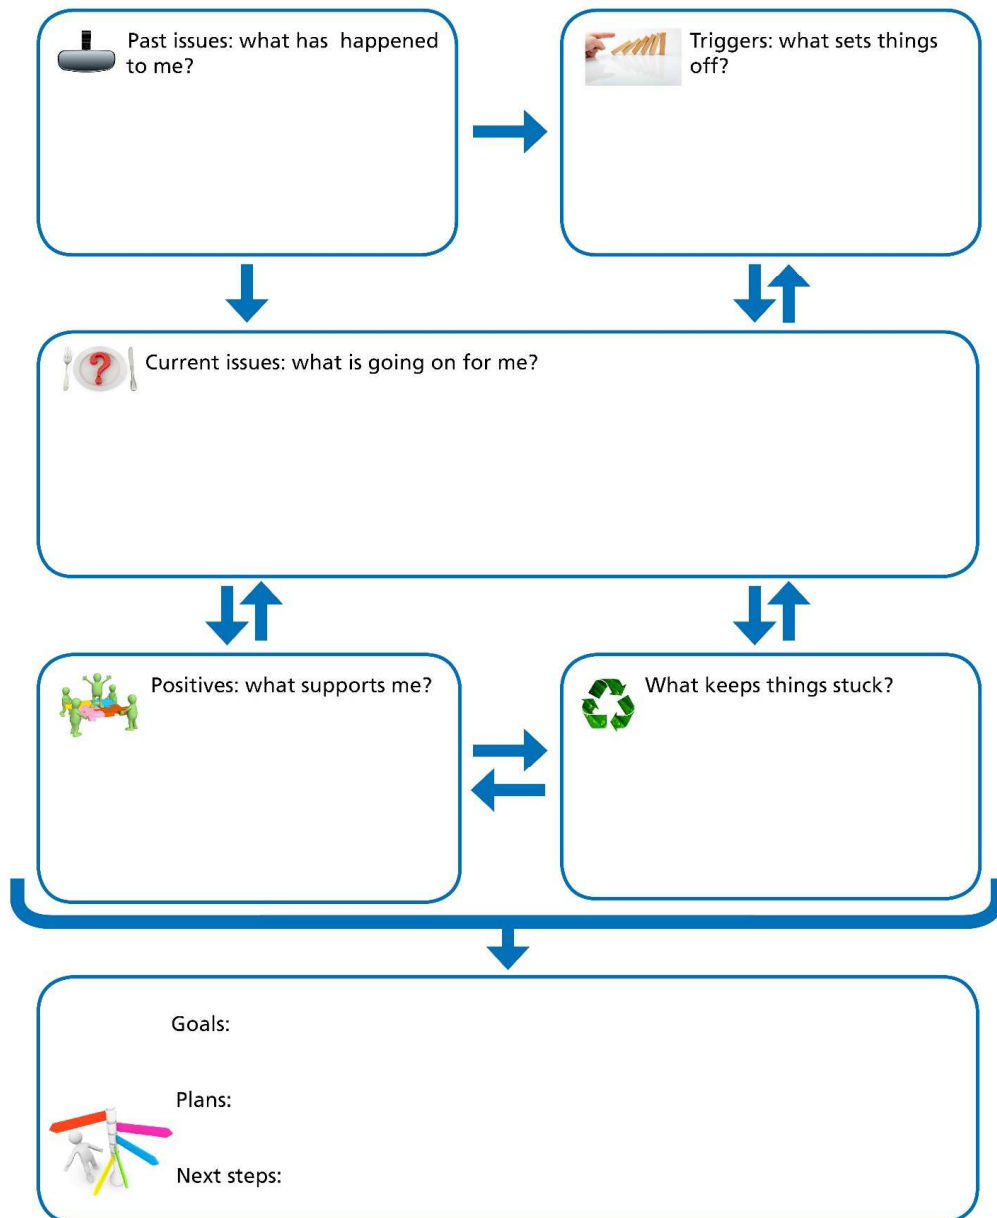 Past issues: what has  happened
to me?
Triggers: what sets things
off?
Current issues: what is going on for me?
Positives: what supports me?
What keeps things stuck?
Goals:
Plans:
Next steps: